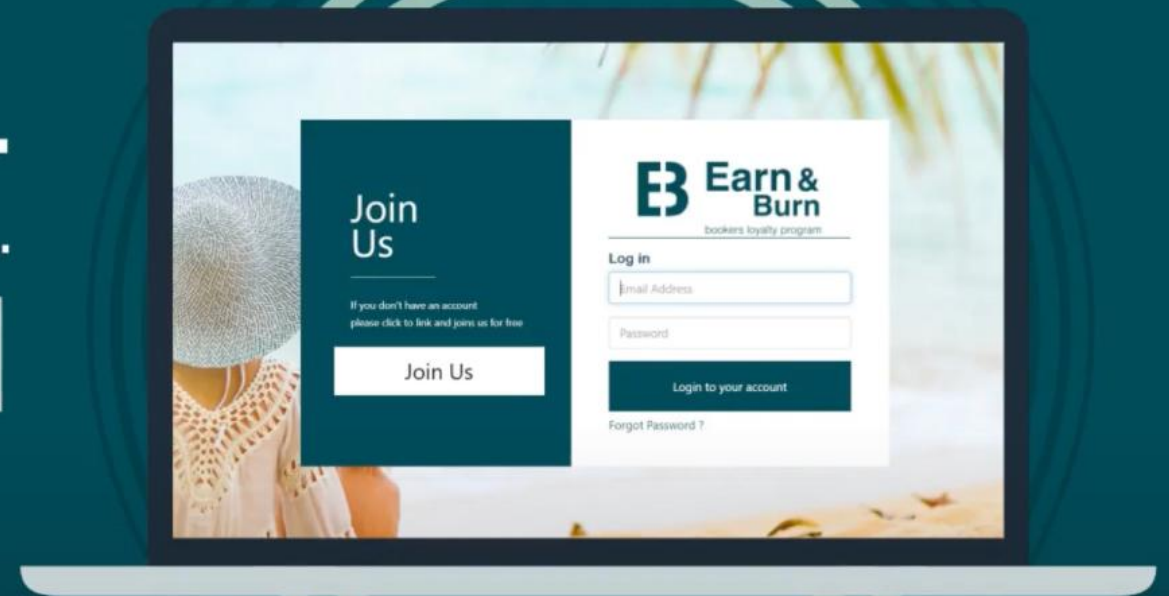 Join
Us
If you don't have an account
please click to link and joins us for free
Join Us
EB Earn &
Burn
bookers loyalty program
Log in
Email Address
Password
Login to your account
Forgot Password ?